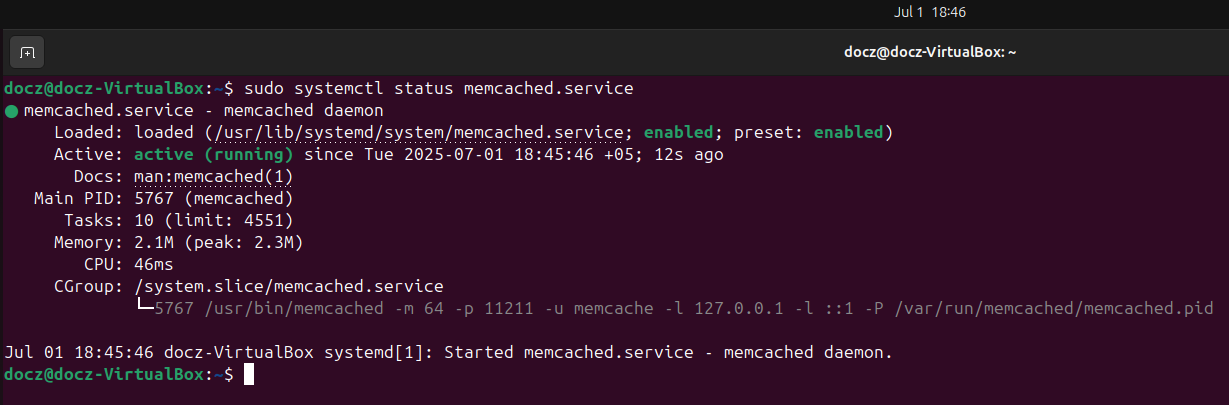 Jul 1 18:46
docz@docz-VirtualBox: ~
docz@docz-VirtualBox:~$ sudo systemctl status memcached.service
● memcached.service - memcached daemon
     Loaded: loaded (/usr/lib/systemd/system/memcached.service; enabled; preset: enabled)
     Active: active (running) since Tue 2025-07-01 18:45:46 +05; 12s ago
       Docs: man:memcached(1)
   Main PID: 5767 (memcached)
      Tasks: 10 (limit: 4551)
     Memory: 2.1M (peak: 2.3M)
        CPU: 46ms
     CGroup: /system.slice/memcached.service
             └─5767 /usr/bin/memcached -m 64 -p 11211 -u memcache -l 127.0.0.1 -l ::1 -P /var/run/memcached/memcached.pid
Jul 01 18:45:46 docz-VirtualBox systemd[1]: Started memcached.service - memcached daemon.
docz@docz-VirtualBox:~$